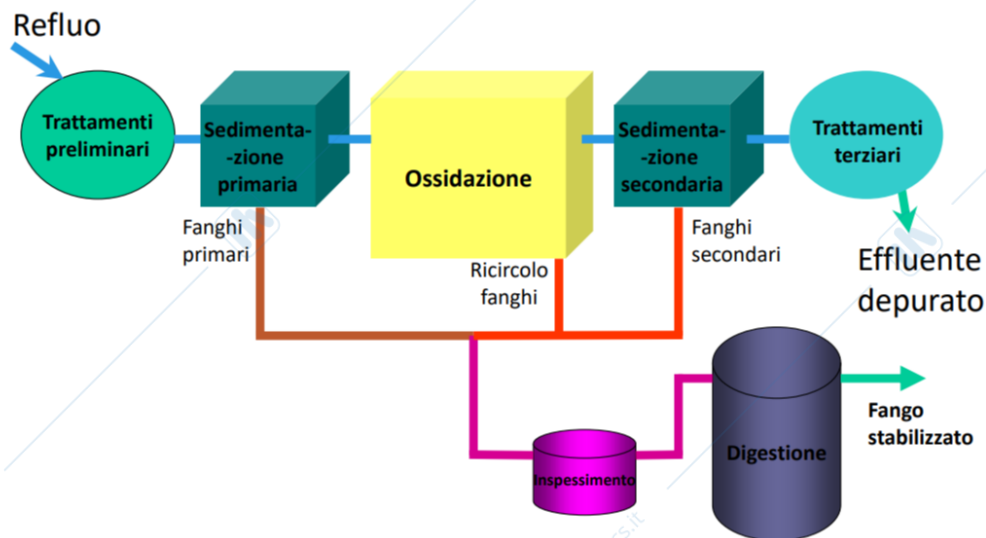 Refluo
Trattamenti
preliminari
Sedimenta-
-zione
primaria
Ossidazione
Sedimenta-
-zione
secondaria
Trattamenti
terziari
Fanghi
primari
Ricircolo
fanghi
Fanghi
secondari
Effluente
depurato
Inspessimento
Digestione
Fango
stabilizzato